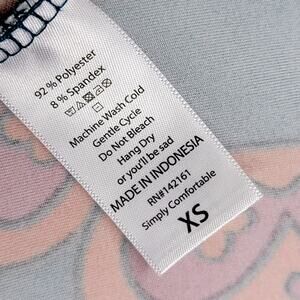 92 % Polyester
8 % Spandex
Machine Wash Cold
Gentle Cycle
Do Not Bleach
Hang Dry
or you'll be sad
MADE IN INDONESIA
RN#142161
Simply Comfortable
XS